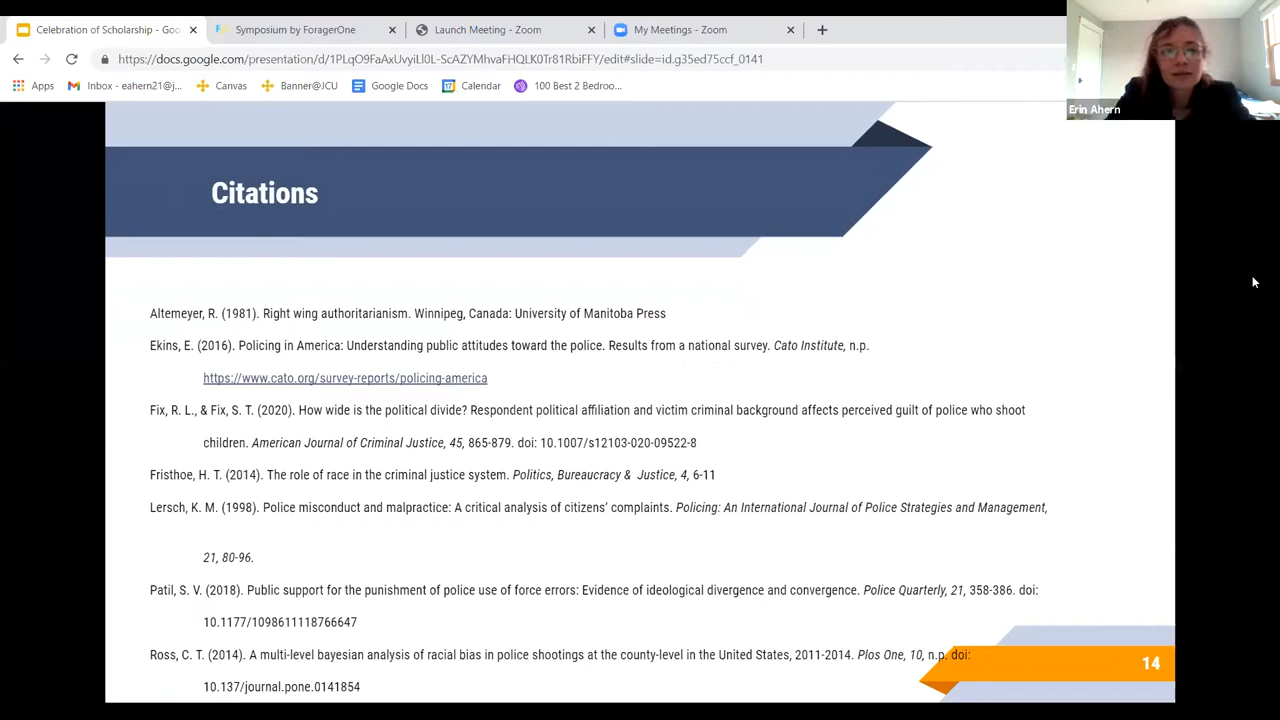 Celebration of Scholarship - Goo
Symposium by ForagerOne
Launch Meeting - Zoom
My Meetings - Zoom
https://docs.google.com/presentation/d/1PLqO9FaAxUvyiLl0L-ScAZYMhvaFHQLK0Tr81RbiFFY/edit#slide=id.g35ed75ccf_0141
Apps
Inbox - eahern21@j...
Canvas
Banner@JCU
Google Docs
Calendar
100 Best 2 Bedroo...
Erin Ahern
Citations
Altemeyer, R. (1981). Right wing authoritarianism. Winnipeg, Canada: University of Manitoba Press
Ekins, E. (2016). Policing in America: Understanding public attitudes toward the police. Results from a national survey. Cato Institute, n.p.
https://www.cato.org/survey-reports/policing-america
Fix, R. L., & Fix, S. T. (2020). How wide is the political divide? Respondent political affiliation and victim criminal background affects perceived guilt of police who shoot
children. American Journal of Criminal Justice, 45, 865-879. doi: 10.1007/s12103-020-09522-8
Fristhoe, H. T. (2014). The role of race in the criminal justice system. Politics, Bureaucracy & Justice, 4, 6-11
Lersch, K. M. (1998). Police misconduct and malpractice: A critical analysis of citizens' complaints. Policing: An International Journal of Police Strategies and Management,
21, 80-96.
Patil, S. V. (2018). Public support for the punishment of police use of force errors: Evidence of ideological divergence and convergence. Police Quarterly, 21, 358-386. doi:
10.1177/1098611118766647
Ross, C. T. (2014). A multi-level bayesian analysis of racial bias in police shootings at the county-level in the United States, 2011-2014. Plos One, 10, n.p. doi:
10.137/journal.pone.0141854
14